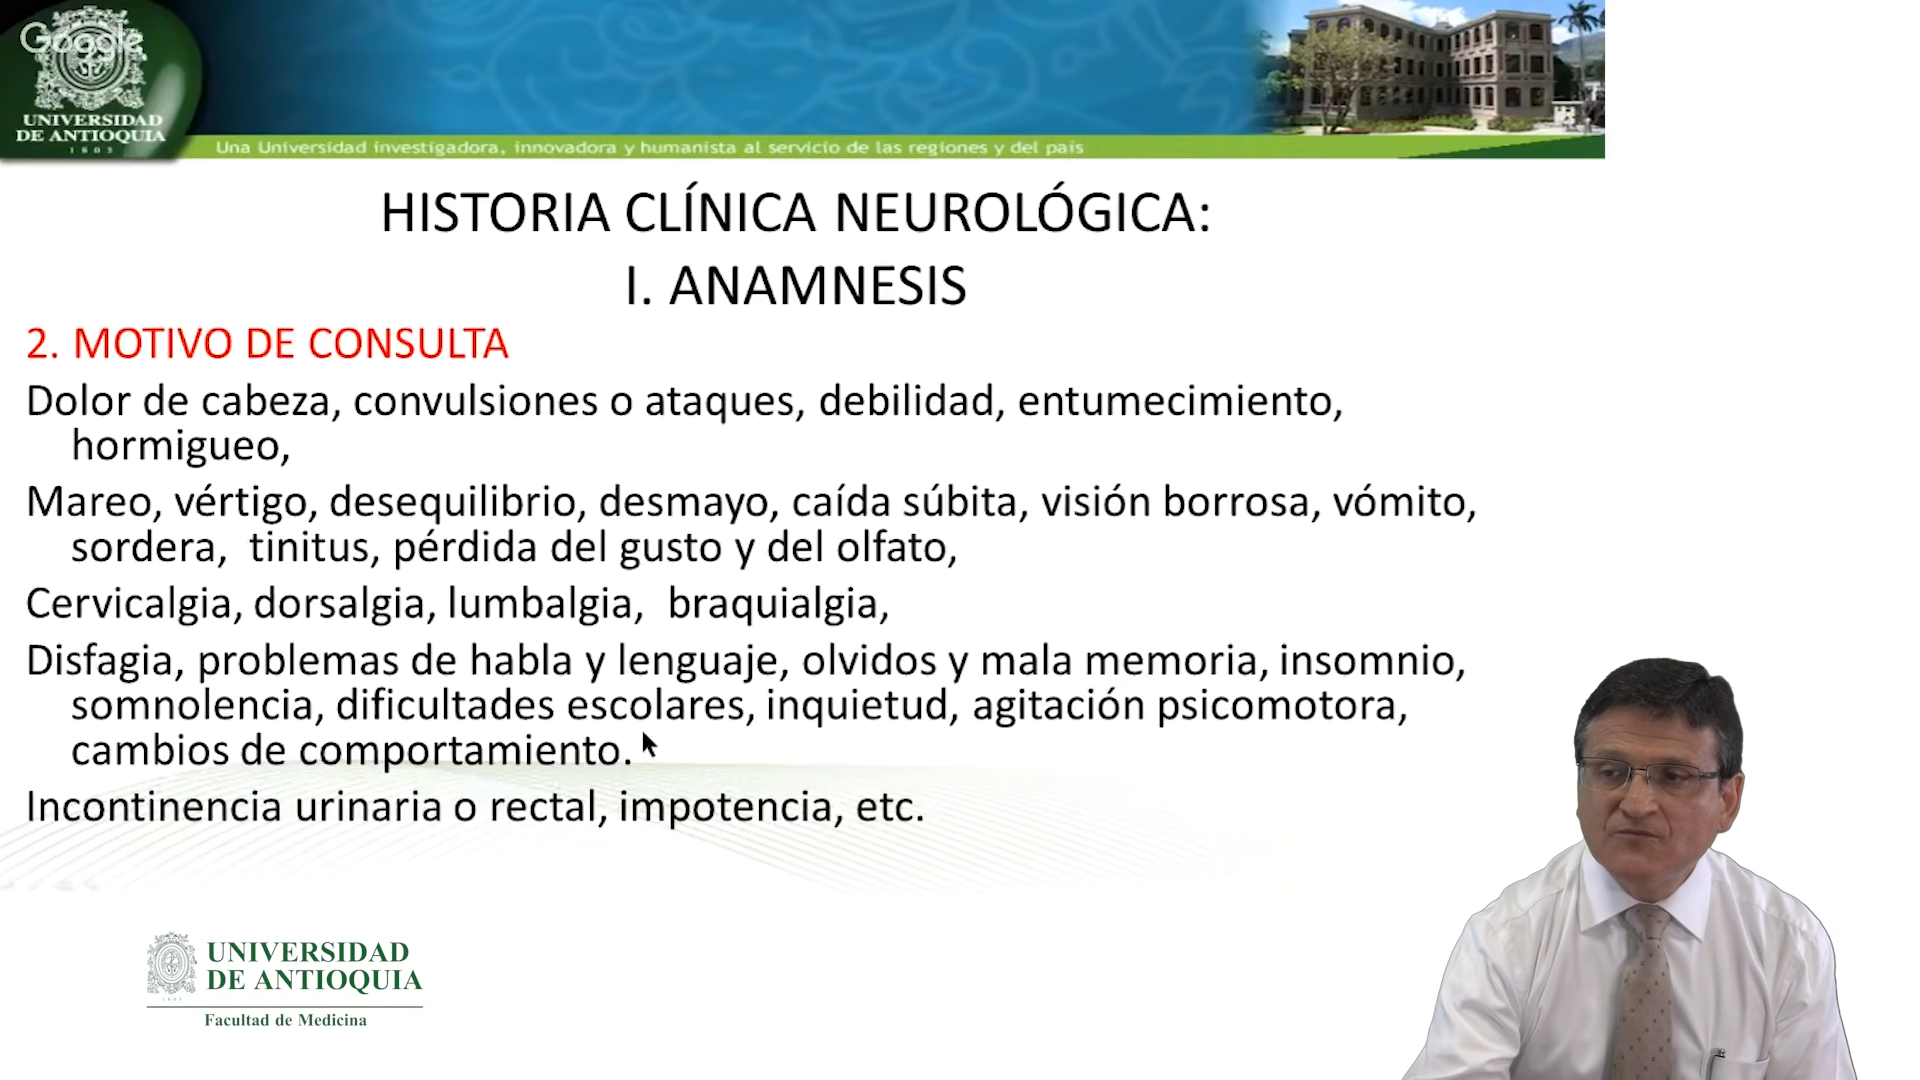 Google
UNIVERSIDAD
DE ANTIOQUIA
1803
Una Universidad investigadora, innovadora y humanista al servicio de las regiones y del país
HISTORIA CLÍNICA NEUROLÓGICA:
I. ANAMNESIS
2. MOTIVO DE CONSULTA
Dolor de cabeza, convulsiones o ataques, debilidad, entumecimiento,
hormigueo,
Mareo, vértigo, desequilibrio, desmayo, caída súbita, visión borrosa, vómito,
sordera, tinitus, pérdida del gusto y del olfato,
Cervicalgia, dorsalgia, lumbalgia, braquialgia,
Disfagia, problemas de habla y lenguaje, olvidos y mala memoria, insomnio,
somnolencia, dificultades escolares, inquietud, agitación psicomotora,
cambios de comportamiento.
Incontinencia urinaria o rectal, impotencia, etc.
UNIVERSIDAD
DE ANTIOQUIA
1803
Facultad de Medicina